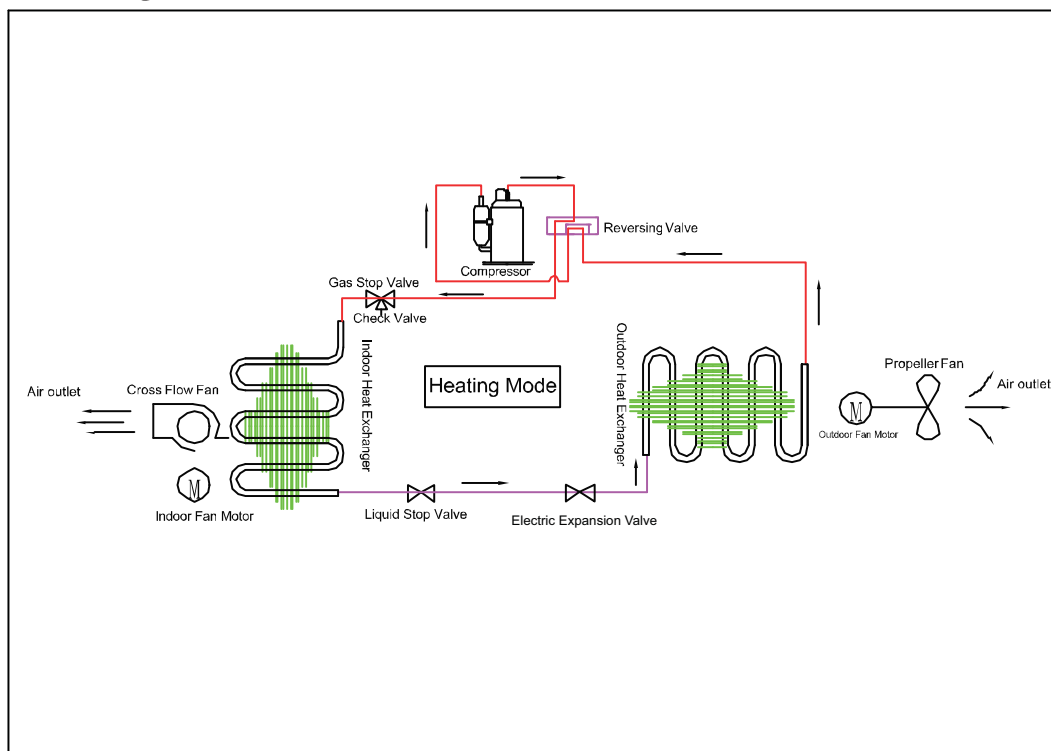 Reversing Valve
Compressor
Gas Stop Valve
Check Valve
Indoor Heat Exchanger
Outdoor Heat Exchanger
Heating Mode
Propeller Fan
Air outlet
Cross Flow Fan
Air outlet
M
Outdoor Fan Motor
M
Indoor Fan Motor
Liquid Stop Valve
Electric Expansion Valve